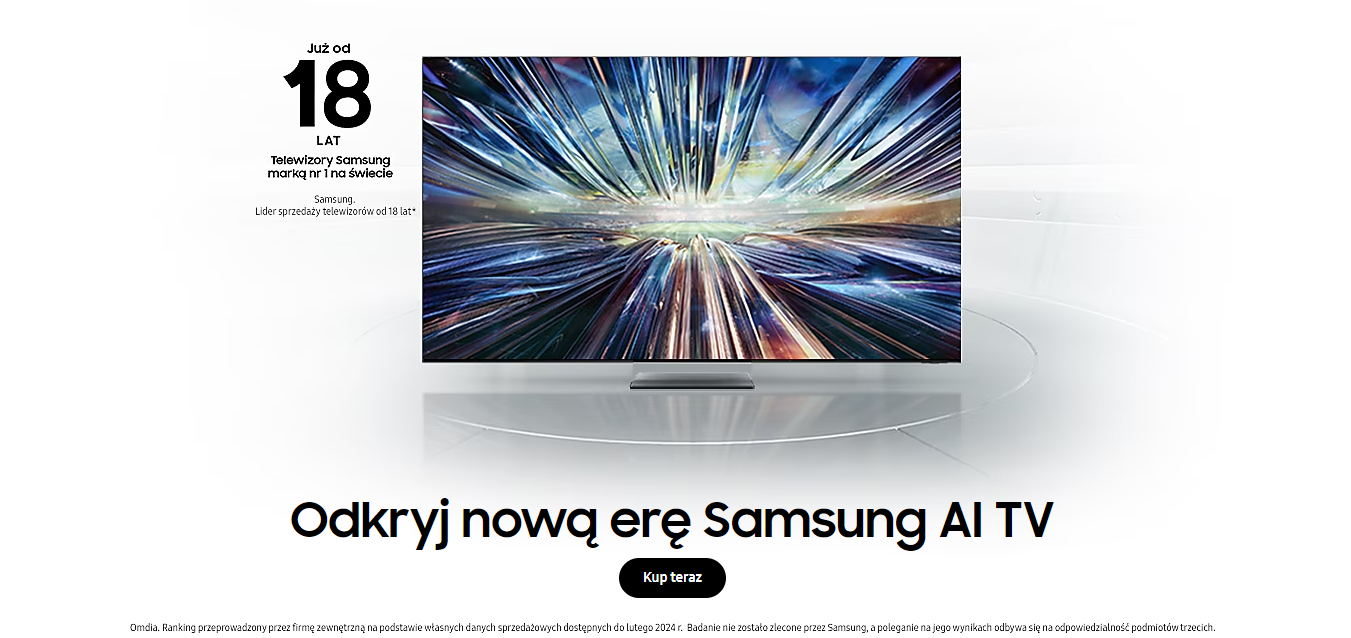 Już od
18
LAT
Telewizory Samsung
marką nr 1 na świecie
Samsung.
Lider sprzedaży telewizorów od 18 lat*
Odkryj nową erę Samsung AI TV
Kup teraz
Omdia. Ranking przeprowadzony przez firmę zewnętrzną na podstawie własnych danych sprzedażowych dostępnych do lutego 2024 r. Badanie nie zostało zlecone przez Samsung, a poleganie na jego wynikach odbywa się na odpowiedzialność podmiotów trzecich.